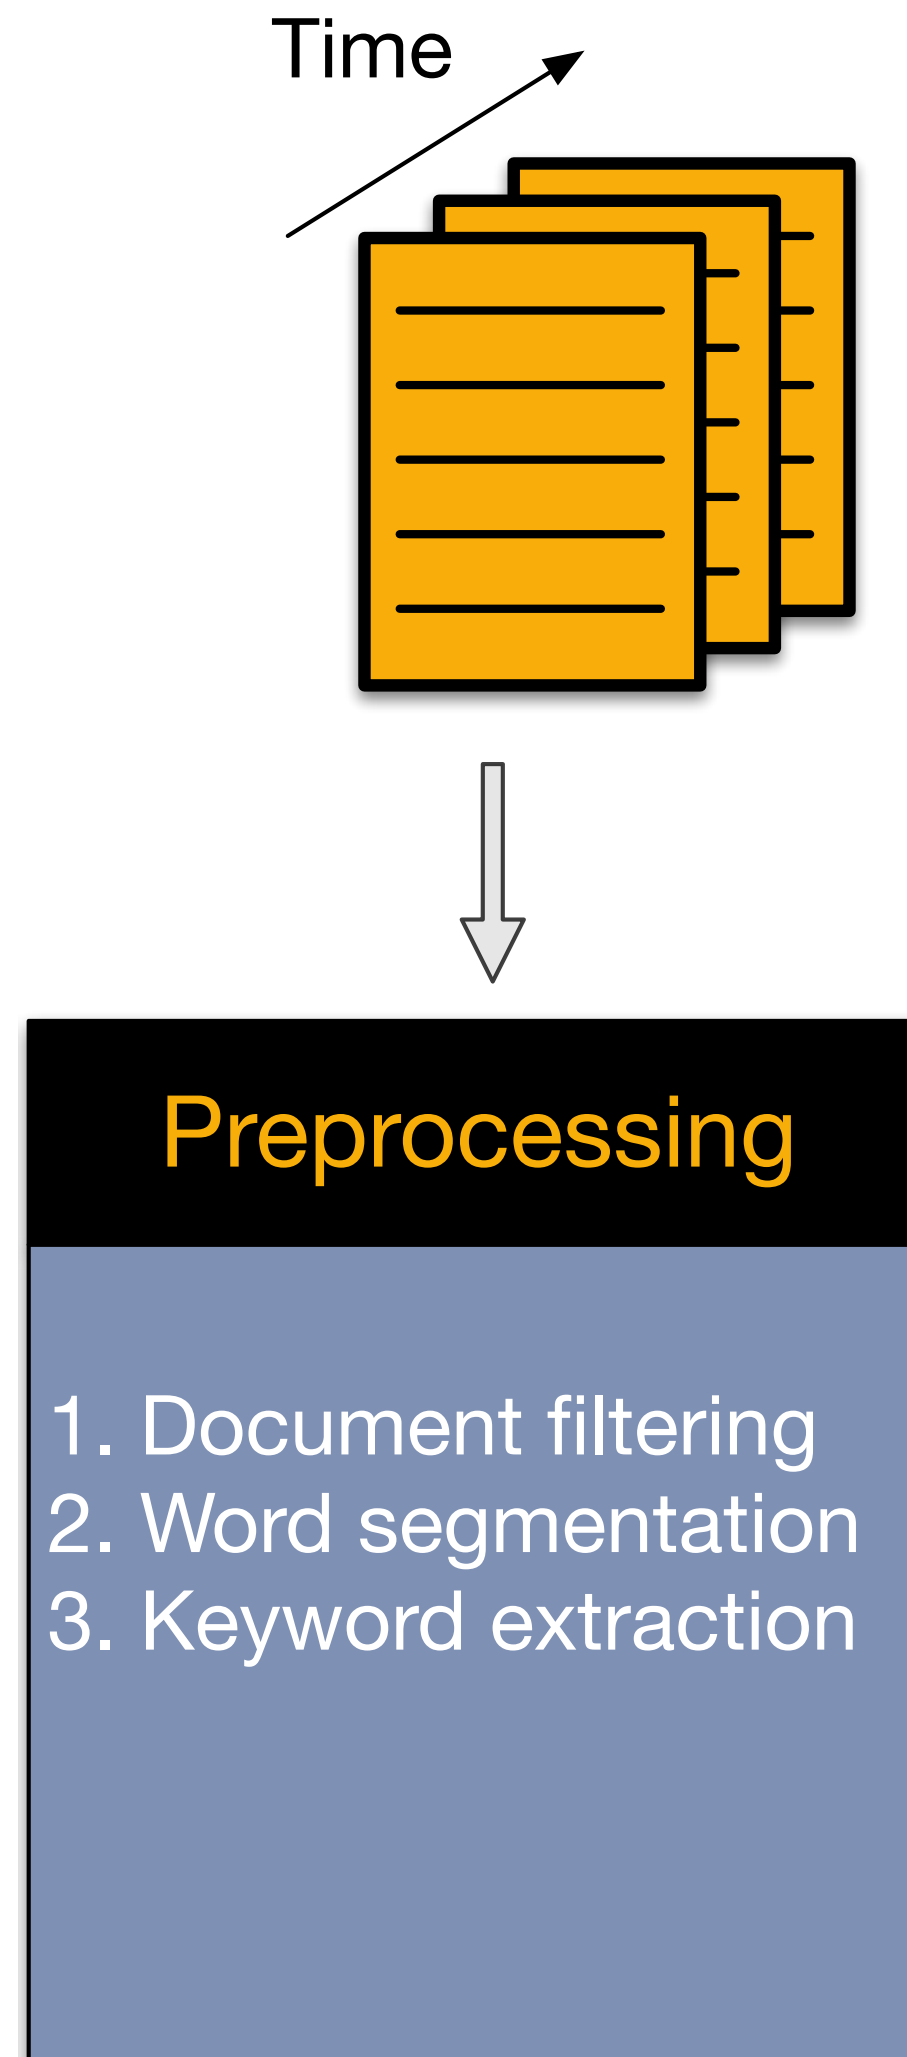 Time
Preprocessing
1. Document filtering
2. Word segmentation
3. Keyword extraction